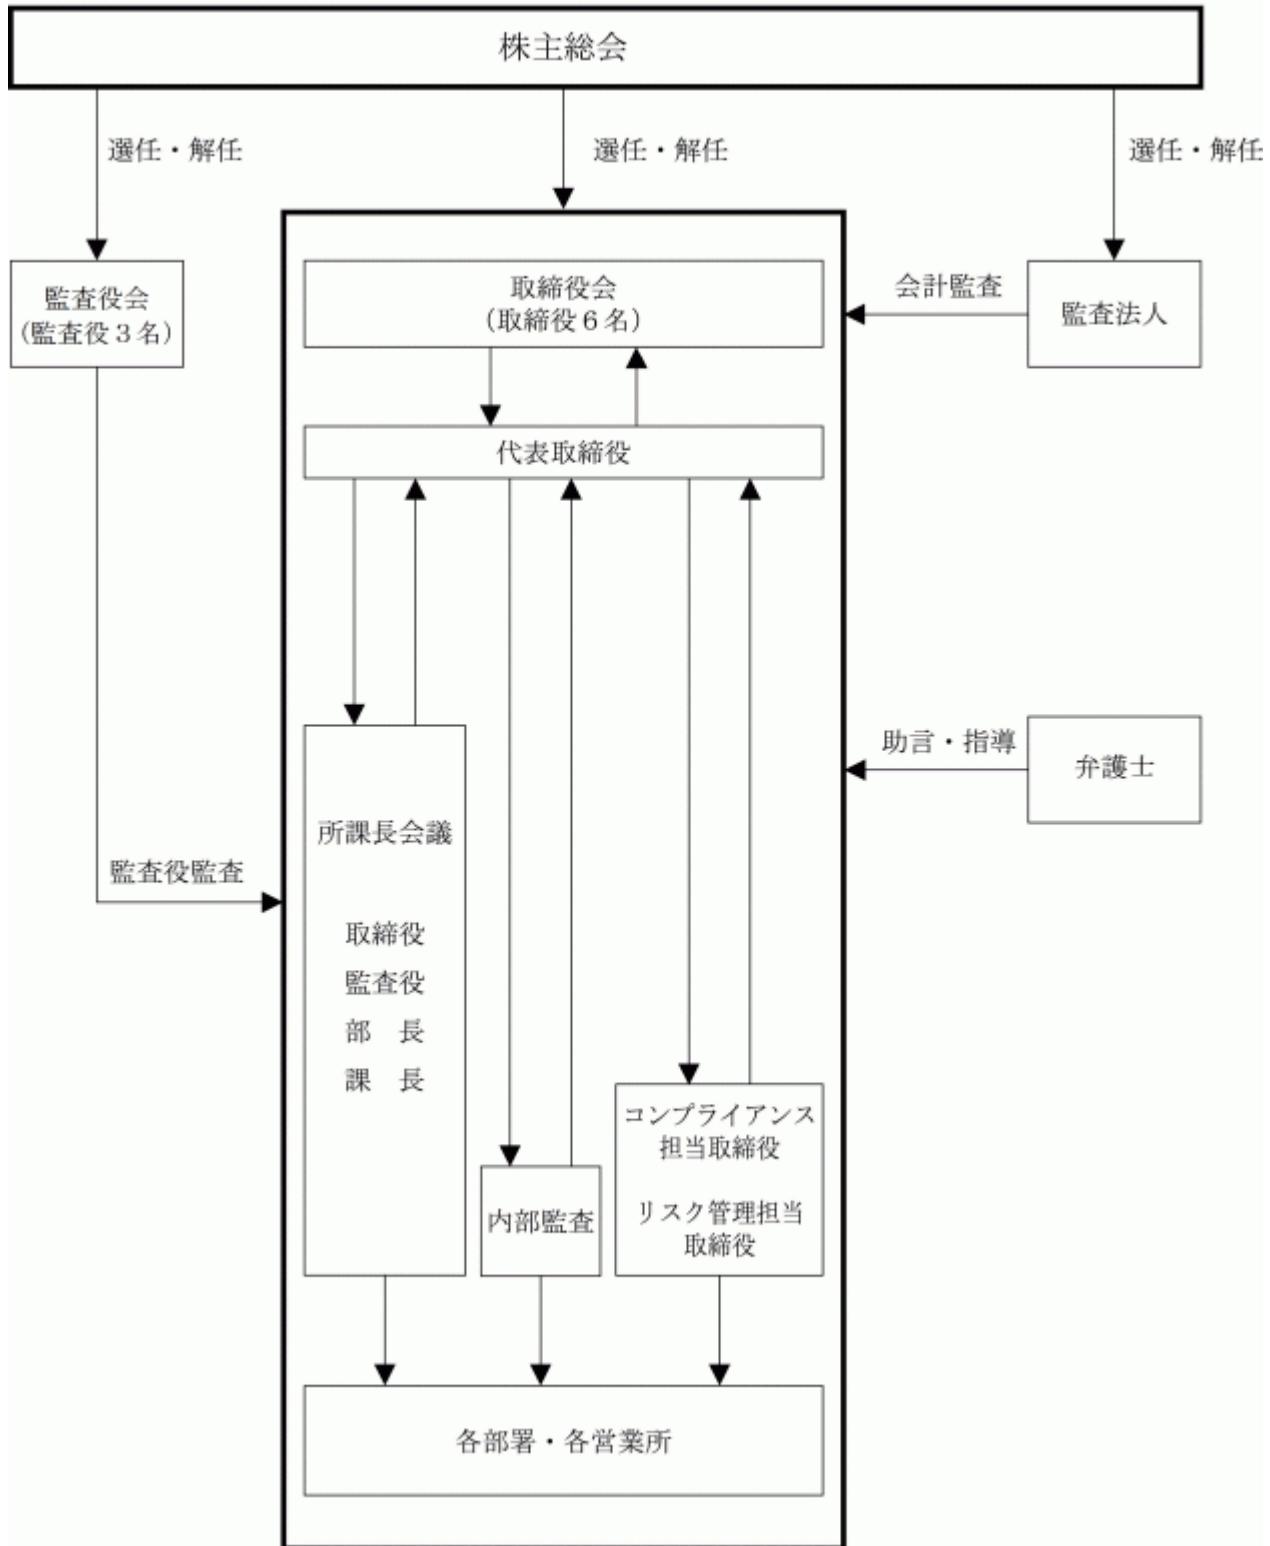 株主総会
選任・解任
選任・解任
選任・解任
監査役会
(監査役3名)
取締役会
(取締役6名)
会計監査
監査法人
代表取締役
助言・指導
弁護士
所課長会議
監査役監査
取締役
監査役
部　長
課　長
コンプライアンス
担当取締役
リスク管理担当
取締役
内部監査
各部署・各営業所